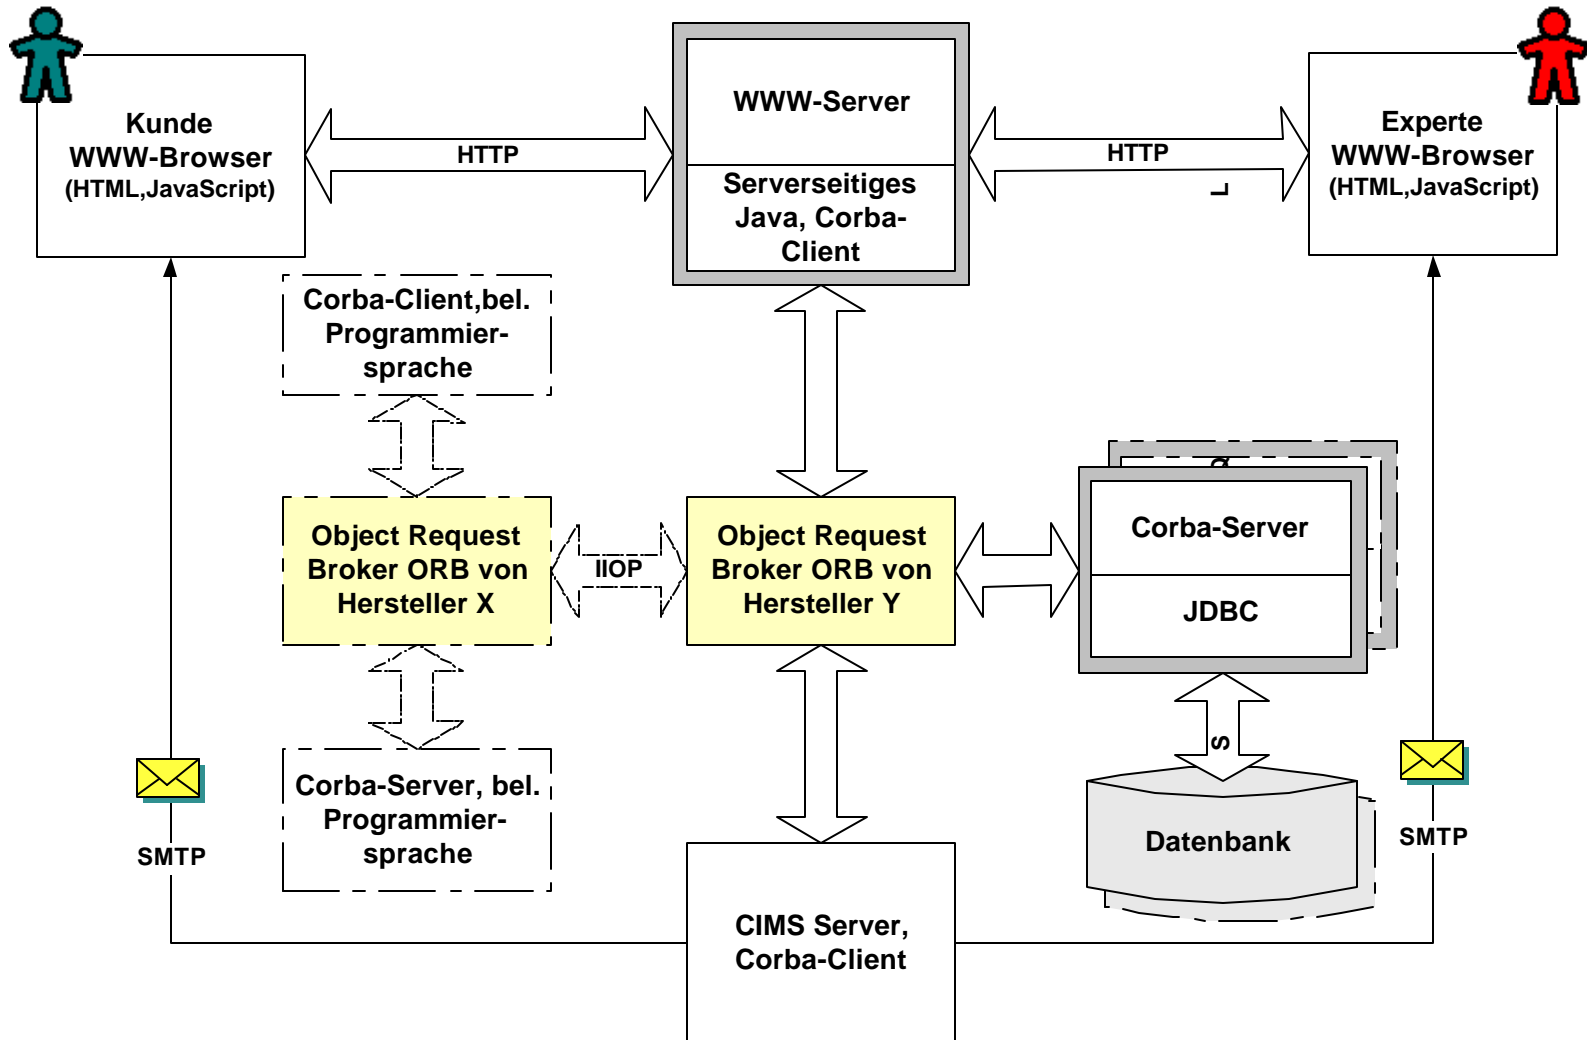 Kunde
WWW-Browser
(HTML,JavaScript)
HTTP
WWW-Server
Serverseitiges
Java, Corba-
Client
HTTP
L
Experte
WWW-Browser
(HTML,JavaScript)
Corba-Client,bel.
Programmier-
sprache
Object Request
Broker ORB von
Hersteller X
IIOP
Object Request
Broker ORB von
Hersteller Y
Q
Corba-Server
JDBC
S
Corba-Server, bel.
Programmier-
sprache
SMTP
Datenbank
SMTP
CIMS Server,
Corba-Client